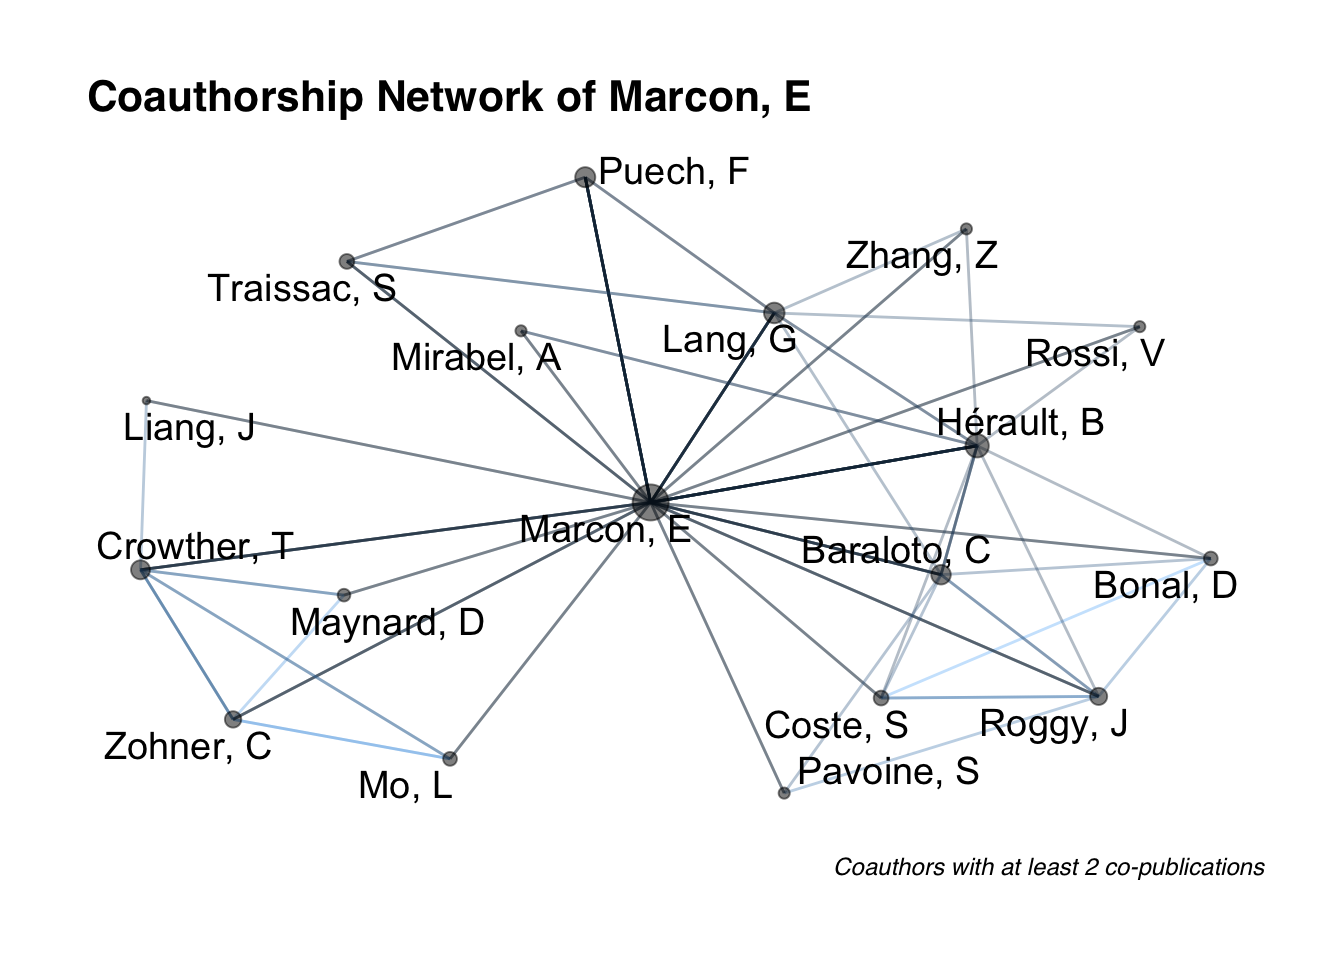 Coauthorship Network of Marcon, E
Puech, F
Zhang, Z
Traissac, S
Lang, G
Mirabel, A
Rossi, V
Liang, J
Hérault, B
Marcon, E
Crowther, T
Baraloto, C
Bonal, D
Maynard, D
Coste, S
Roggy, J
Zohner, C
Pavoine, S
Mo, L
Coauthors with at least 2 co-publications